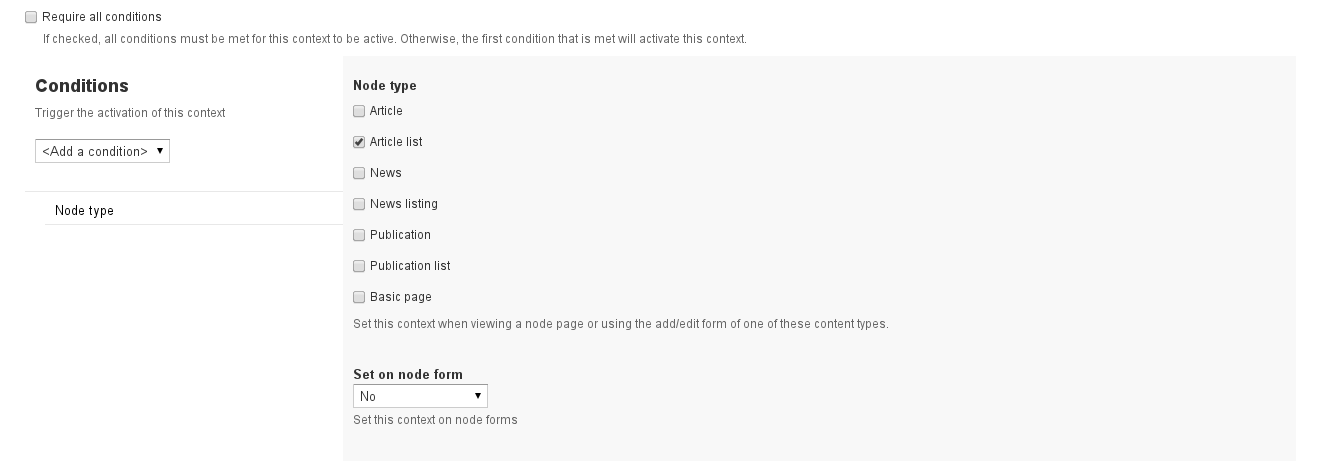 Require all conditions
If checked, all conditions must be met for this context to be active. Otherwise, the first condition that is met will activate this context.
Conditions
Trigger the activation of this context
<Add a condition>
Node type
Node type
Article
Article list
News
News listing
Publication
Publication list
Basic page
Set this context when viewing a node page or using the add/edit form of one of these content types.
Set on node form
No
Set this context on node forms